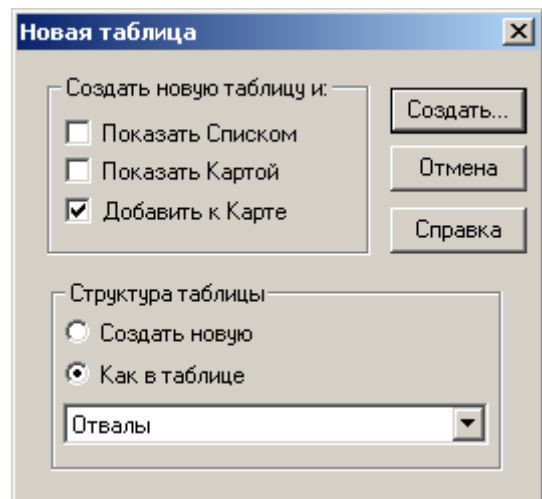 Новая таблица
Создать новую таблицу и:
Показать Списком
Показать Картой
Добавить к Карте
Создать...
Отмена
Справка
Структура таблицы
Создать новую
Как в таблице
Отвалы